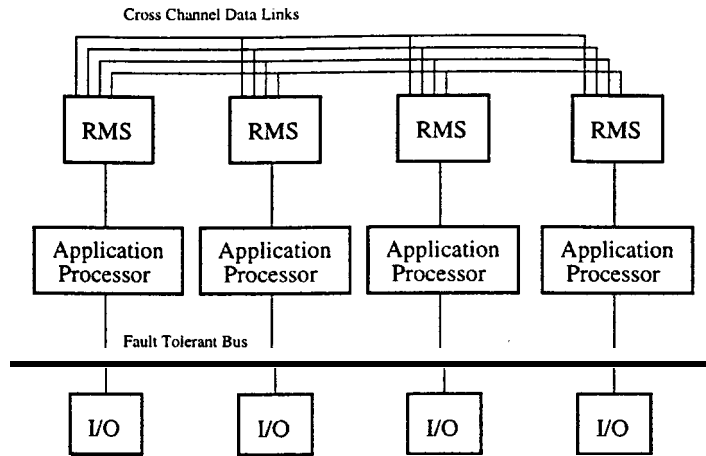 Cross Channel Data Links
RMS
RMS
RMS
RMS
Application
Processor
Application
Processor
Application
Processor
Application
Processor
Fault Tolerant Bus
I/O
I/O
I/O
I/O